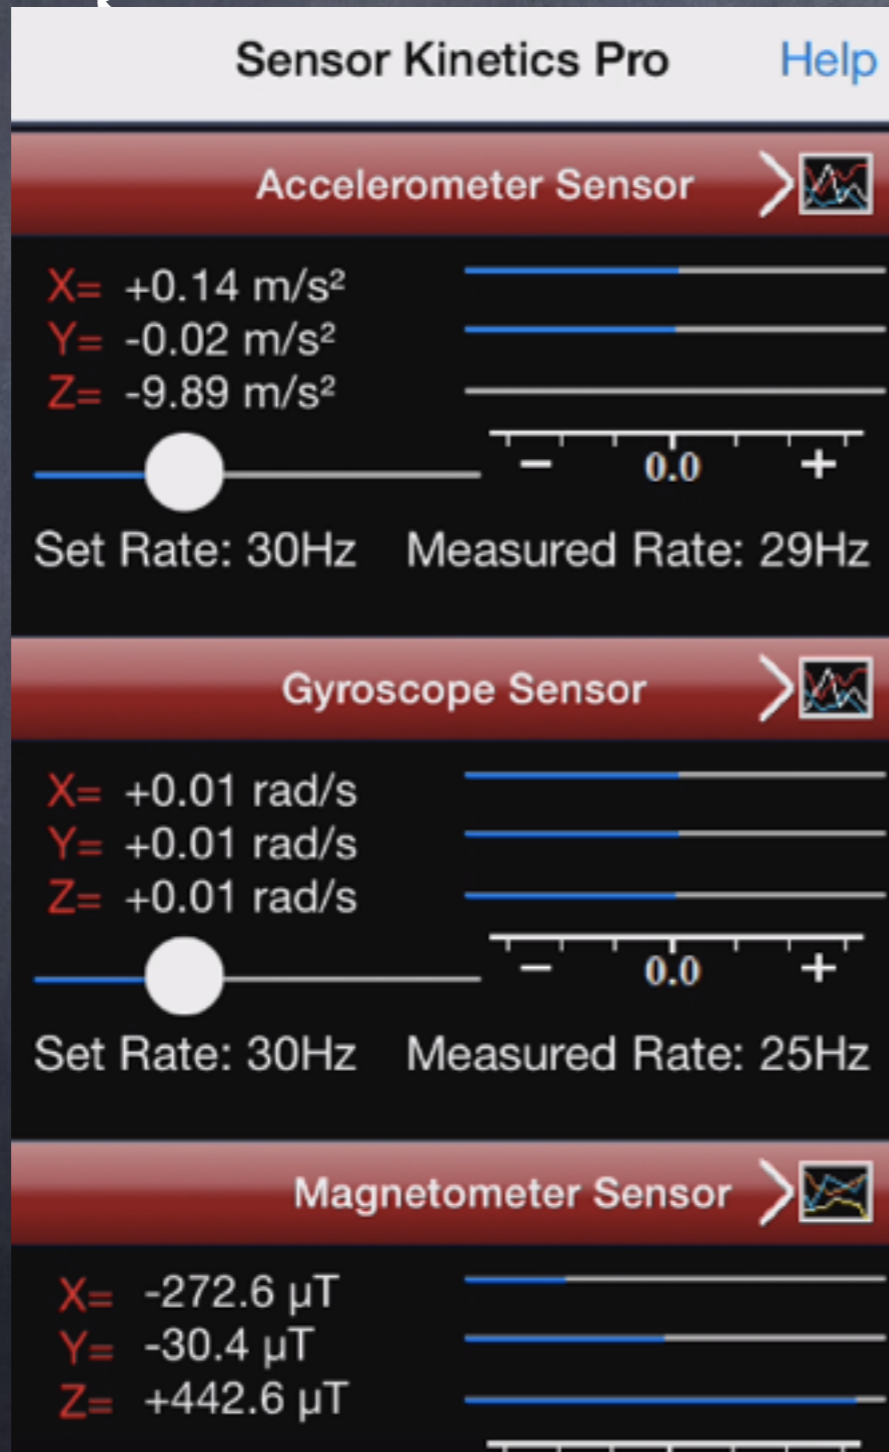 Sensor Kinetics Pro Help
Accelerometer Sensor
X= +0.14 m/s²
Y= -0.02 m/s²
Z= -9.89 m/s²
− 0.0 +
Set Rate: 30Hz Measured Rate: 29Hz
Gyroscope Sensor
X= +0.01 rad/s
Y= +0.01 rad/s
Z= +0.01 rad/s
− 0.0 +
Set Rate: 30Hz Measured Rate: 25Hz
Magnetometer Sensor
X= -272.6 µT
Y= -30.4 µT
Z= +442.6 µT